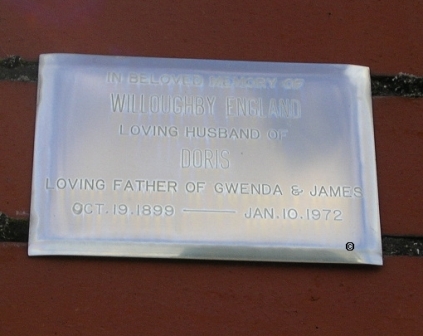 IN BELOVED MEMORY OF
WILLOUGHBY ENGLAND
LOVING HUSBAND OF
DORIS
LOVING FATHER OF GWENDA & JAMES
OCT. 19. 1899 —— JAN. 10. 1972